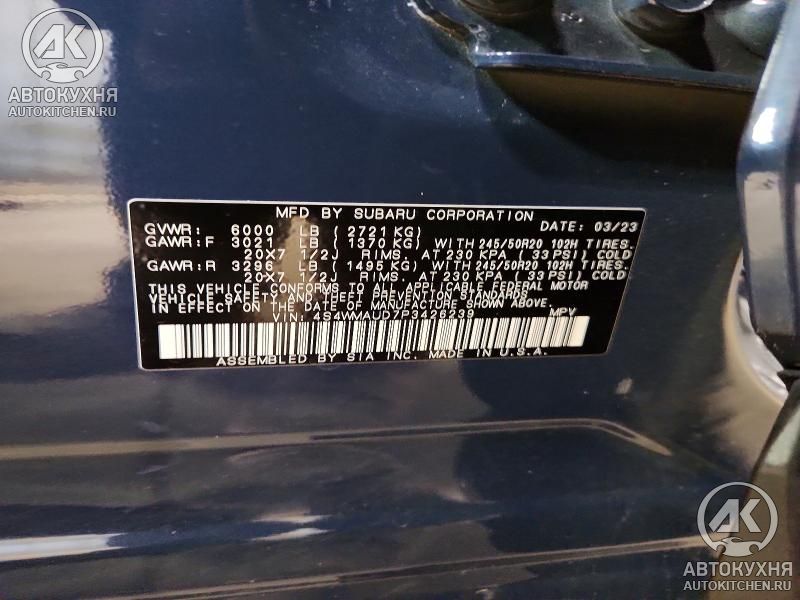 АК
АВТОКУХНЯ
AUTOKITCHEN.RU
MFD BY SUBARU CORPORATION
GVWR: 6000 LB ( 2721 KG) DATE: 03/23
GAWR: F 3021 LB ( 1370 KG) WITH 245/50R20 102H TIRES.
20X7 1/2J RIMS. AT 230 KPA ( 33 PSI) COLD
GAWR: R 3296 LB ( 1495 KG) WITH 245/50R20 102H TIRES.
20X7 1/2J RIMS. AT 230 KPA ( 33 PSI) COLD
THIS VEHICLE CONFORMS TO ALL APPLICABLE FEDERAL MOTOR
VEHICLE SAFETY AND THEFT PREVENTION STANDARDS
IN EFFECT ON THE DATE OF MANUFACTURE SHOWN ABOVE.
VIN: 4S4WMAUD7P3426239 MPV
ASSEMBLED BY SIA INC. MADE IN U.S.A.
АК
АВТОКУХНЯ
AUTOKITCHEN.RU